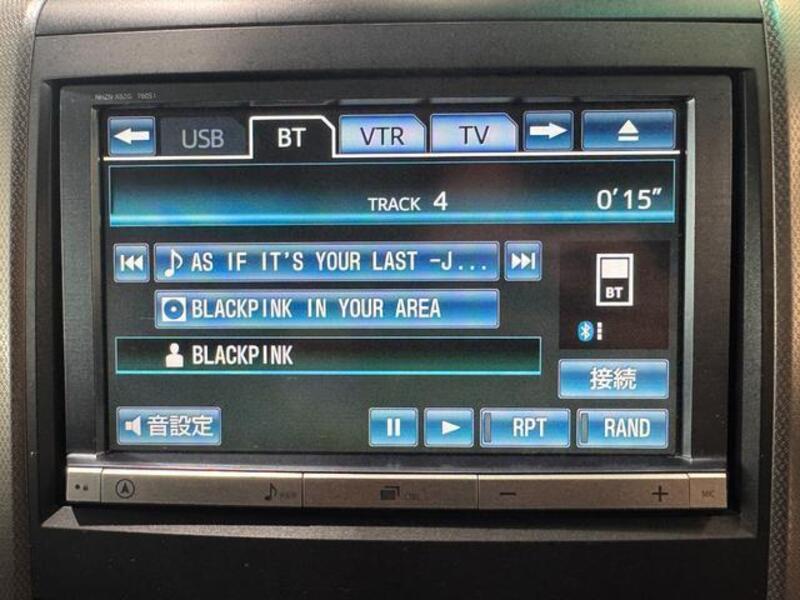 USB BT VTR TV
TRACK 4 0'15"
AS IF IT'S YOUR LAST -J...
BLACKPINK IN YOUR AREA
BT
BLACKPINK
接続
音設定 RPT RAND
MIC